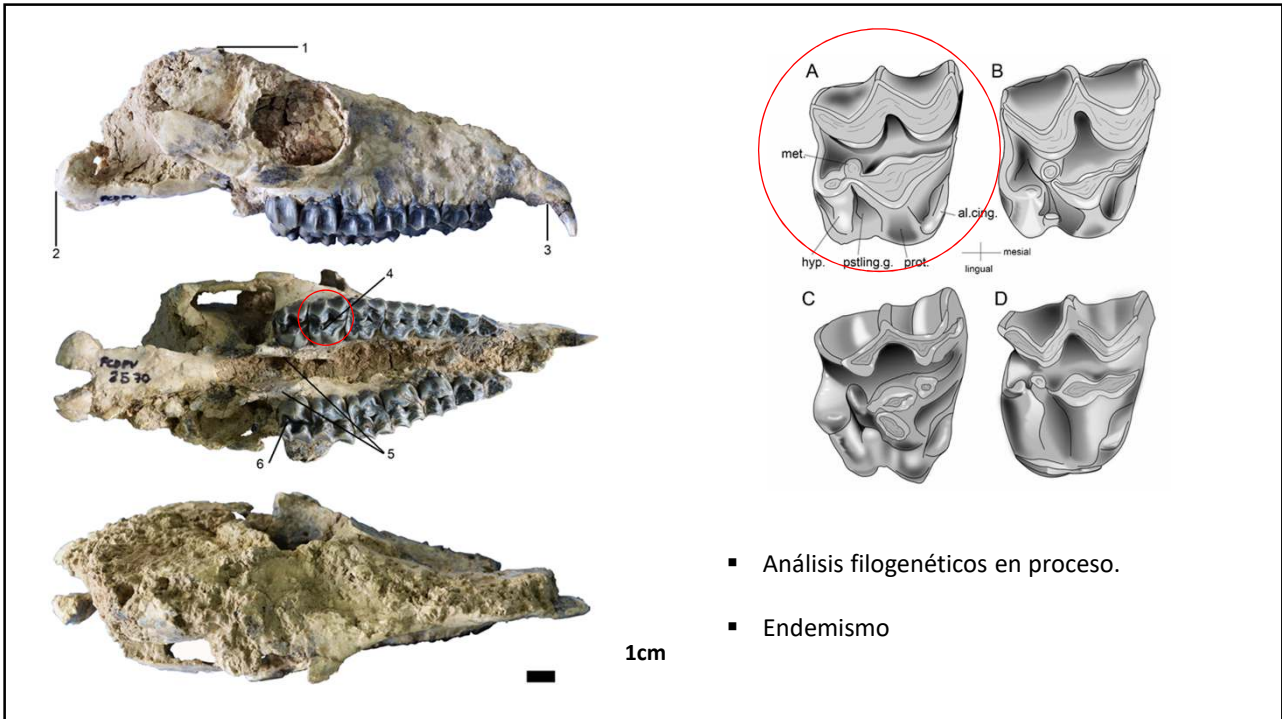 1
2
3
4
FCDPV
2570
5
6
A
B
met.
al.cing.
hyp.
pstling.g.
prot.
mesial
lingual
C
D
▪ Análisis filogenéticos en proceso.
▪ Endemismo
1cm